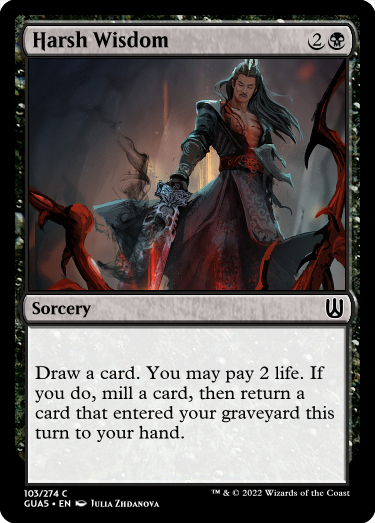 Harsh Wisdom 2
Sorcery
Draw a card. You may pay 2 life. If
you do, mill a card, then return a
card that entered your graveyard this
turn to your hand.
103/274 C
GUA5 • EN Julia Zhdanova
™ & © 2022 Wizards of the Coast